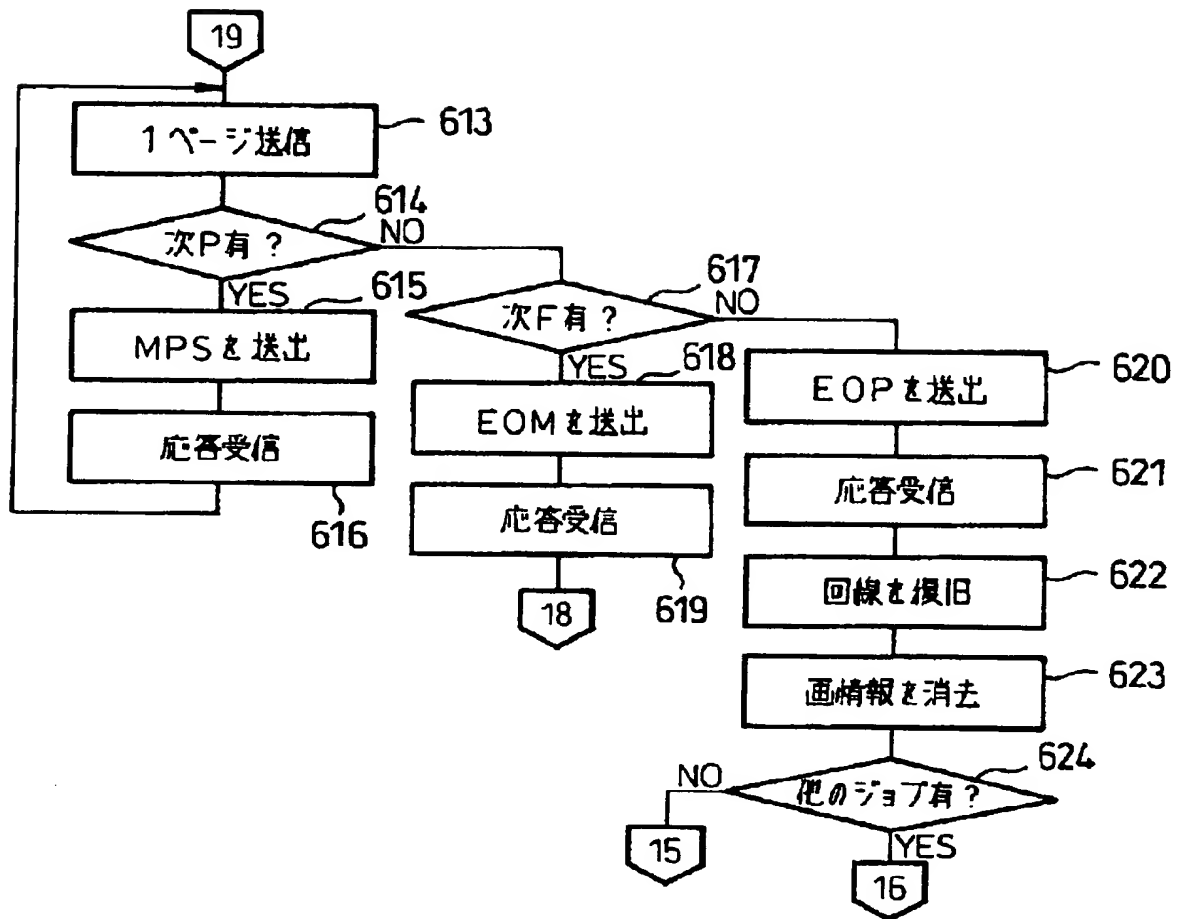 19
1ページ送信
613
次P有?
614
NO
YES
MPSを送出
615
応答受信
616
次F有?
617
NO
YES
EOMを送出
618
応答受信
619
18
EOPを送出
620
応答受信
621
回線を復旧
622
画情報を消去
623
他のジョブ有?
624
NO
YES
15
16